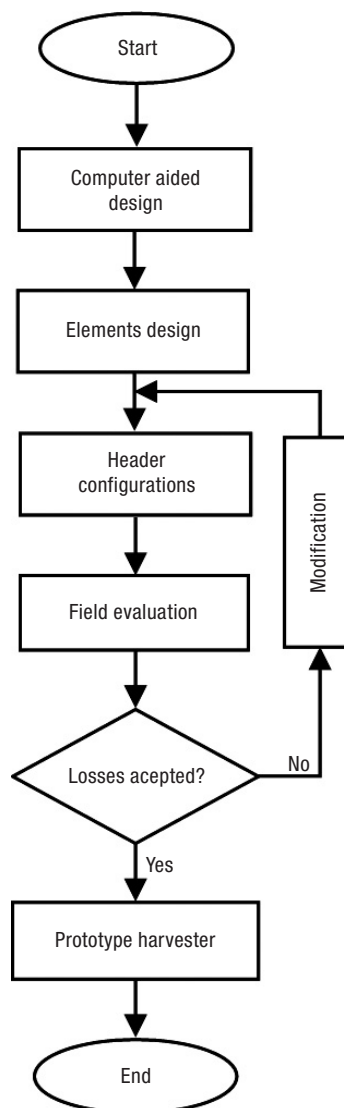 Start
Computer aided
design
Elements design
Header
configurations
Modification
Field evaluation
Losses acepted?
No
Yes
Prototype harvester
End